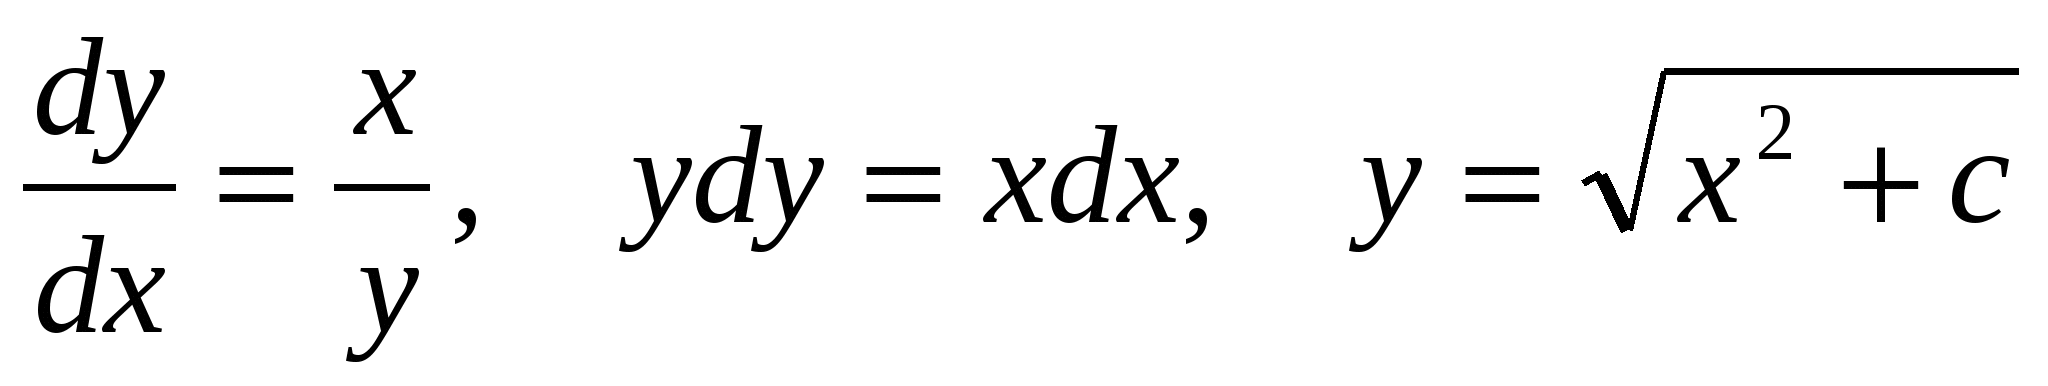 dy/dx = x/y, ydy = xdx, y = √(x² + c)